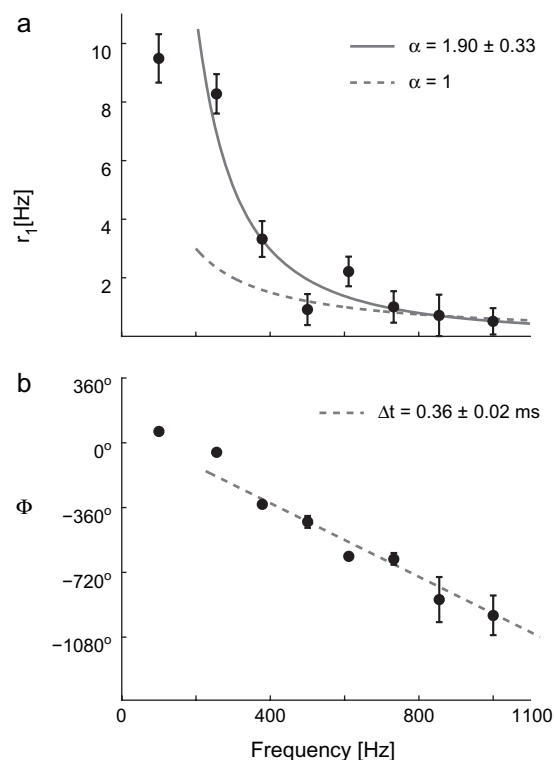 a
10
8
6
4
2
r₁[Hz]
α = 1.90 ± 0.33
α = 1
b
360°
0°
−360°
−720°
−1080°
Φ
Δt = 0.36 ± 0.02 ms
0 400 800 1100
Frequency [Hz]